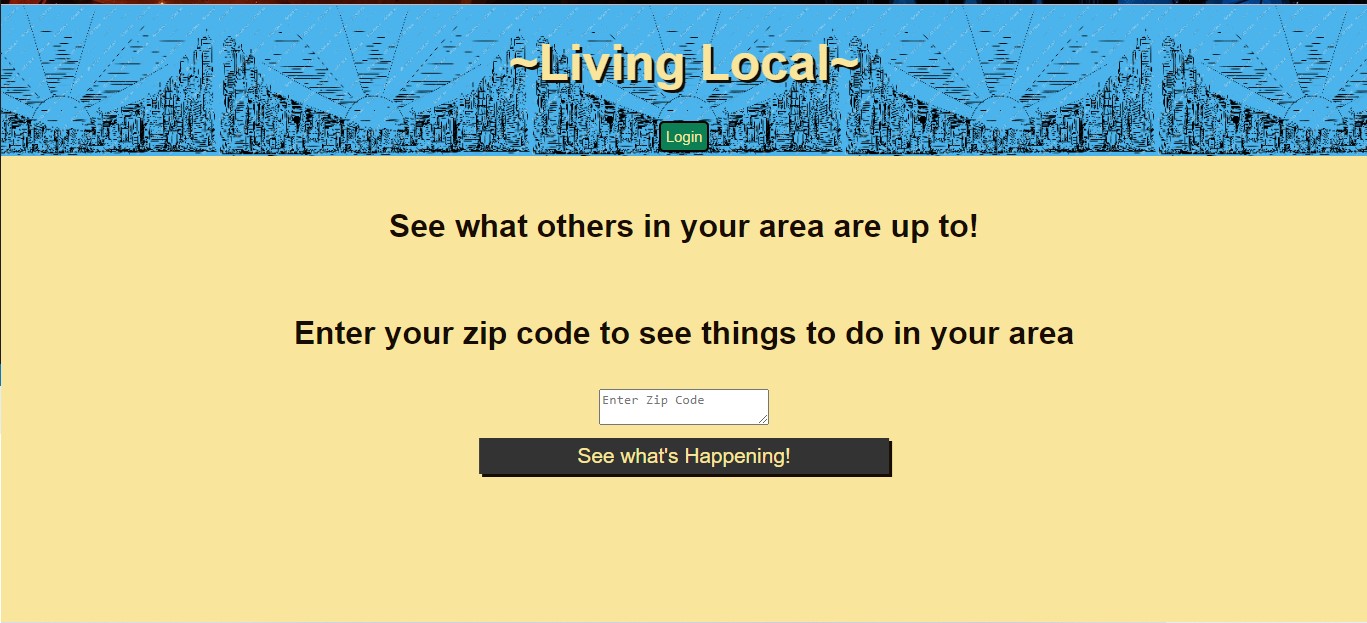 ~Living Local~
Login
See what others in your area are up to!
Enter your zip code to see things to do in your area
Enter Zip Code
See what's Happening!